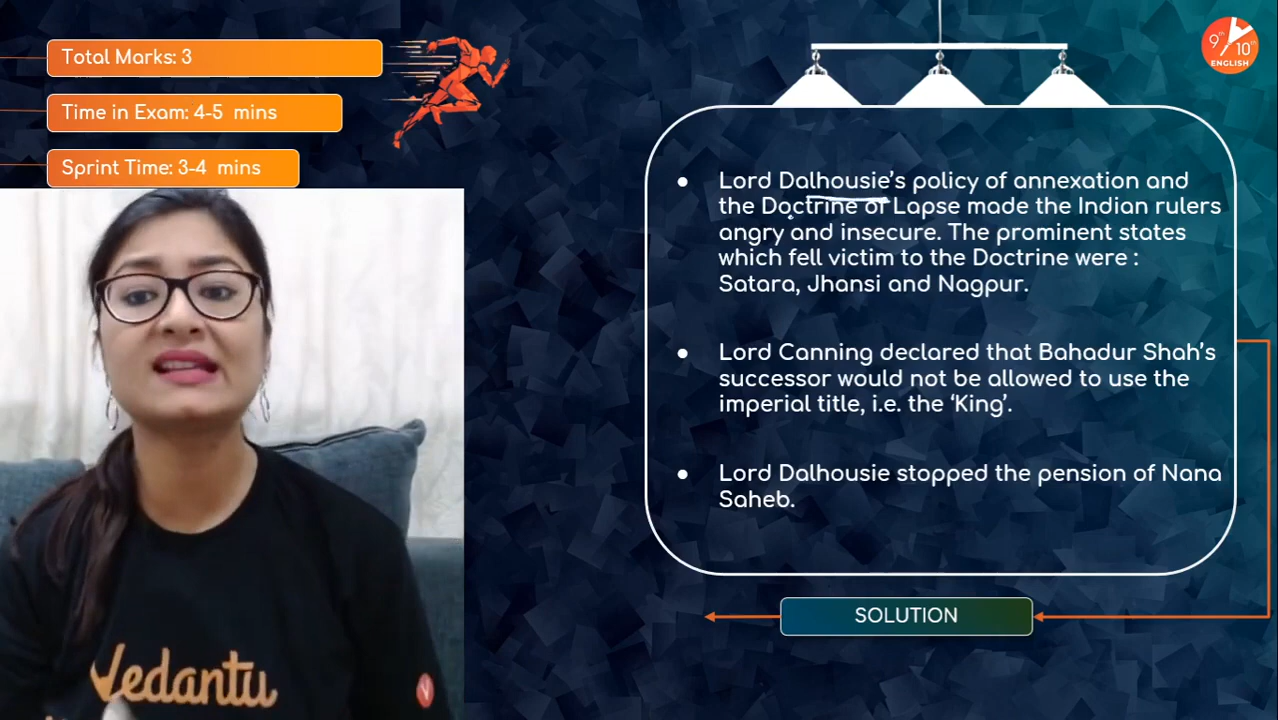 Total Marks: 3
Time in Exam: 4-5 mins
Sprint Time: 3-4 mins
9th 10th
ENGLISH
• Lord Dalhousie's policy of annexation and
the Doctrine of Lapse made the Indian rulers
angry and insecure. The prominent states
which fell victim to the Doctrine were :
Satara, Jhansi and Nagpur.
• Lord Canning declared that Bahadur Shah's
successor would not be allowed to use the
imperial title, i.e. the ‘King’.
• Lord Dalhousie stopped the pension of Nana
Saheb.
SOLUTION
Vedantu